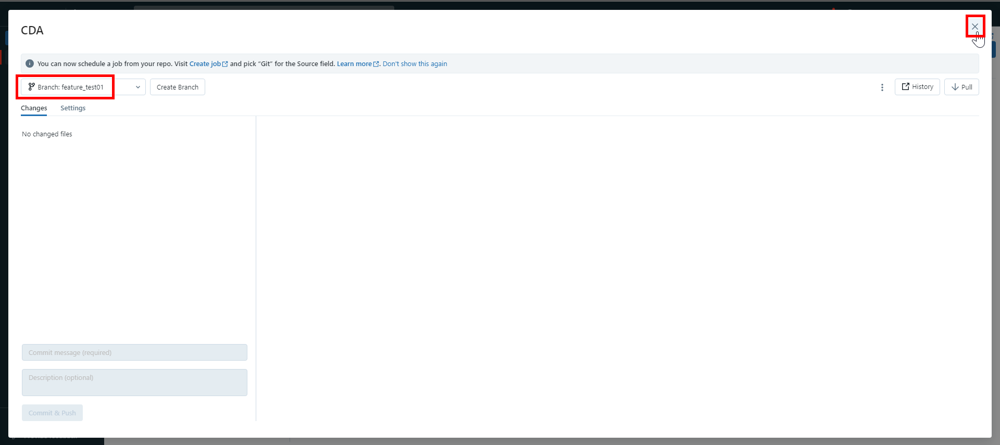 CDA
You can now schedule a job from your repo. Visit Create job and pick “Git” for the Source field. Learn more. Don't show this again
Branch: feature_test01
Create Branch
History
Pull
Changes
Settings
No changed files
Commit message (required)
Description (optional)
Commit & Push